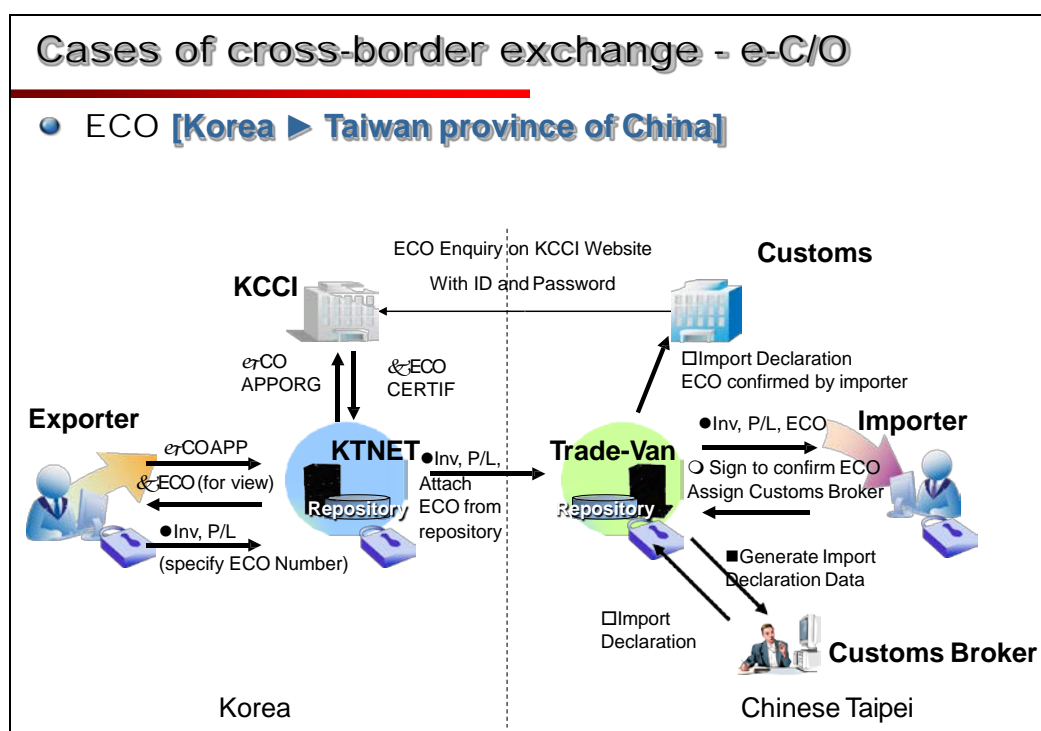 Cases of cross-border exchange - e-C/O
ECO [Korea ► Taiwan province of China]
ECO Enquiry on KCCI Website
With ID and Password
Customs
KCCI
erCO
APPORG
&ECO
CERTIF
□Import Declaration
ECO confirmed by importer
Exporter
erCOAPP
&ECO (for view)
●Inv, P/L
(specify ECO Number)
KTNET
Repository
●Inv, P/L,
Attach
ECO from
repository
Trade-Van
Repository
●Inv, P/L, ECO
Importer
❍ Sign to confirm ECO
Assign Customs Broker
■Generate Import
Declaration Data
□Import
Declaration
Customs Broker
Korea
Chinese Taipei